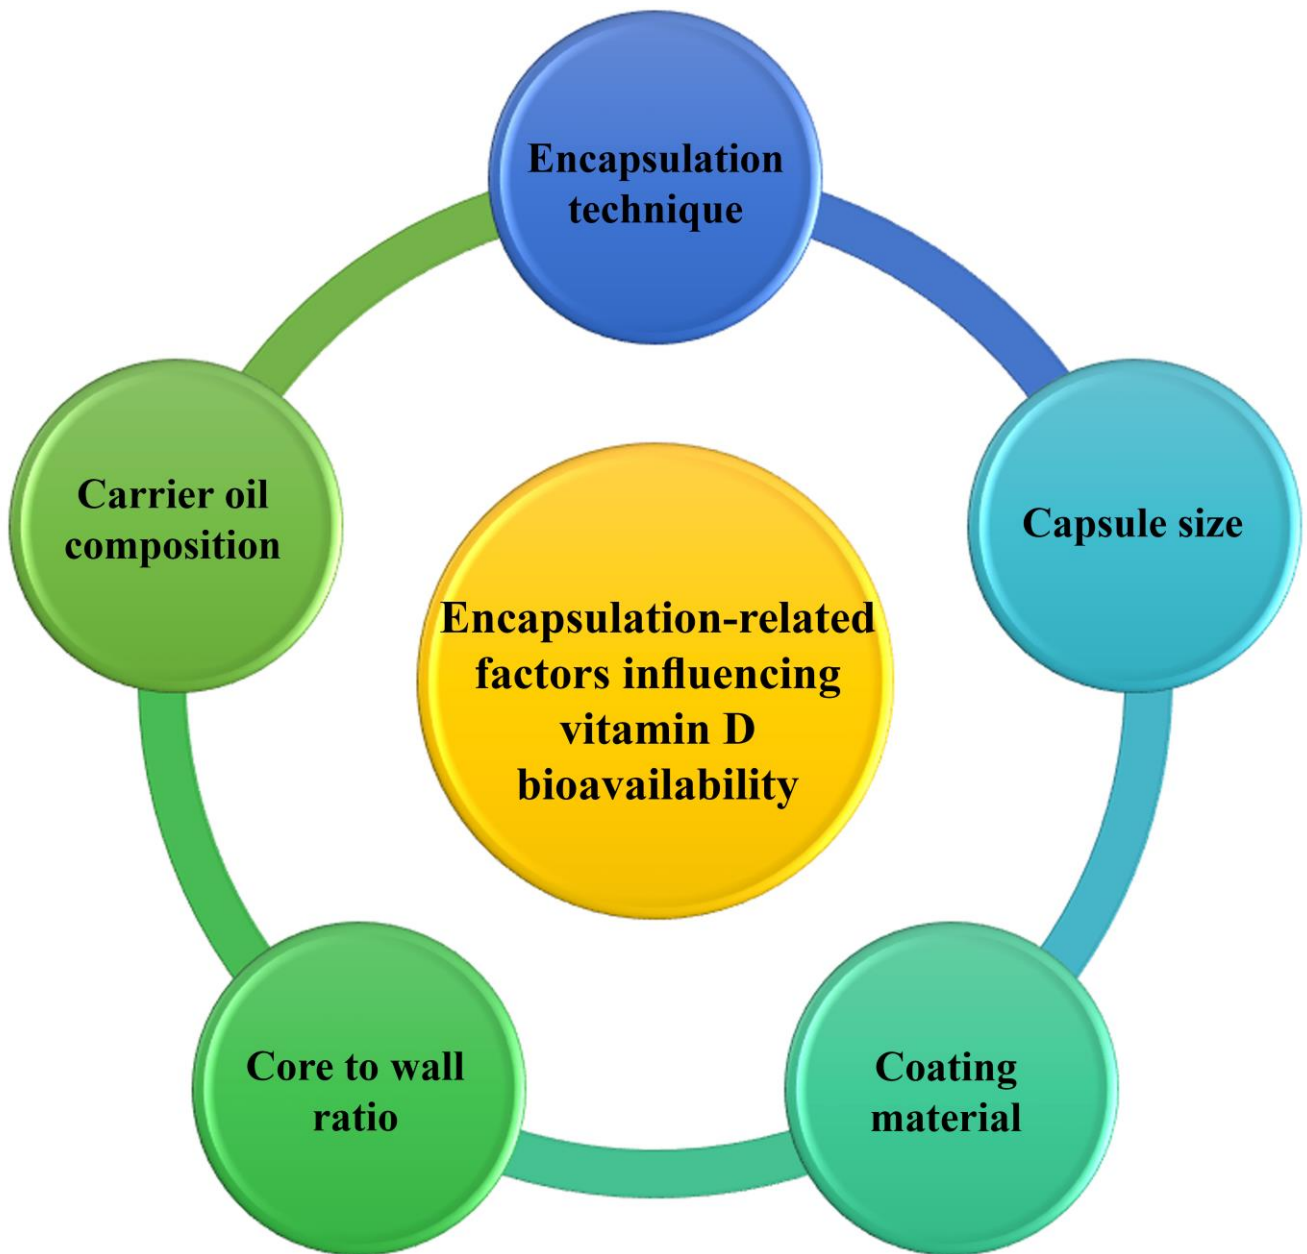 Encapsulation
technique
Capsule size
Coating
material
Core to wall
ratio
Carrier oil
composition
Encapsulation-related
factors influencing
vitamin D
bioavailability